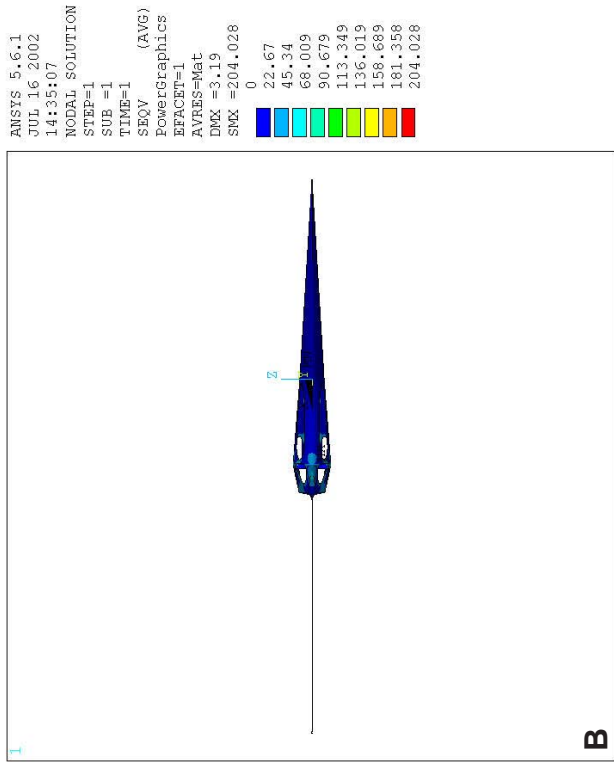 1
ANSYS 5.6.1
JUL 16 2002
14:35:07
NODAL SOLUTION
STEP=1
SUB =1
TIME=1
SEQV (AVG)
PowerGraphics
EFACET=1
AVRES=Mat
DMX =3.19
SMX =204.028
0
22.67
45.34
68.009
90.679
113.349
136.019
158.689
181.358
204.028
Z
Y
B